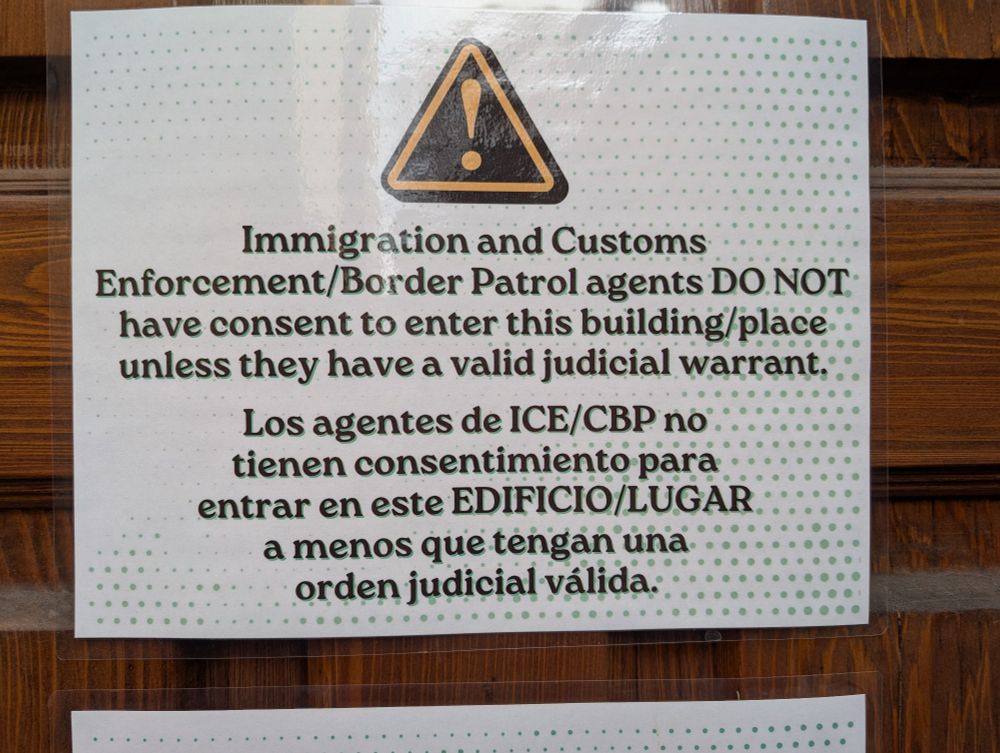 Immigration and Customs
Enforcement/Border Patrol agents DO NOT
have consent to enter this building/place
unless they have a valid judicial warrant.
Los agentes de ICE/CBP no
tienen consentimiento para
entrar en este EDIFICIO/LUGAR
a menos que tengan una
orden judicial válida.